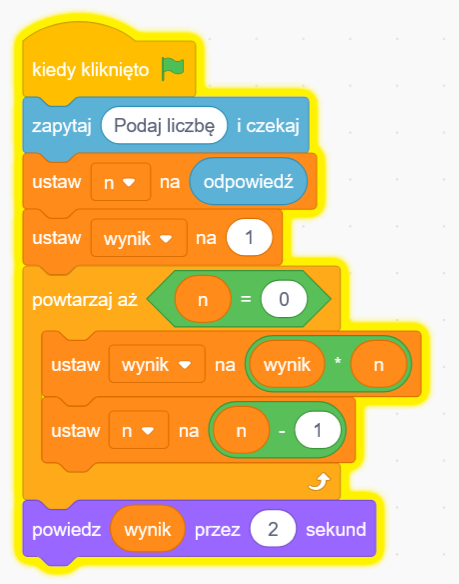 kiedy kliknięto
zapytaj Podaj liczbę i czekaj
ustaw n na odpowiedź
ustaw wynik na 1
powtarzaj aż n = 0
ustaw wynik na wynik * n
ustaw n na n - 1
powiedz wynik przez 2 sekund